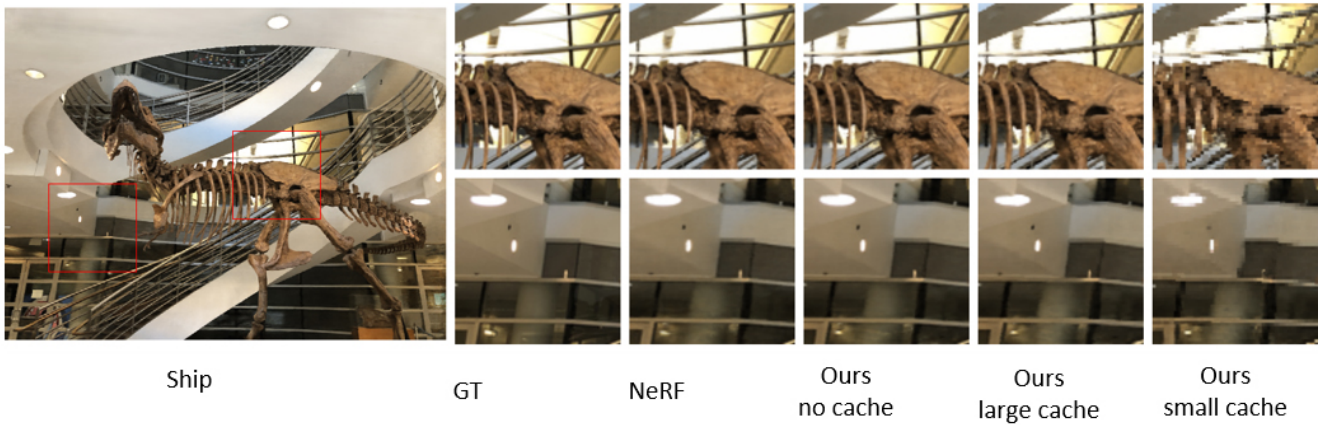 Ship
GT
NeRF
Ours
no cache
Ours
large cache
Ours
small cache